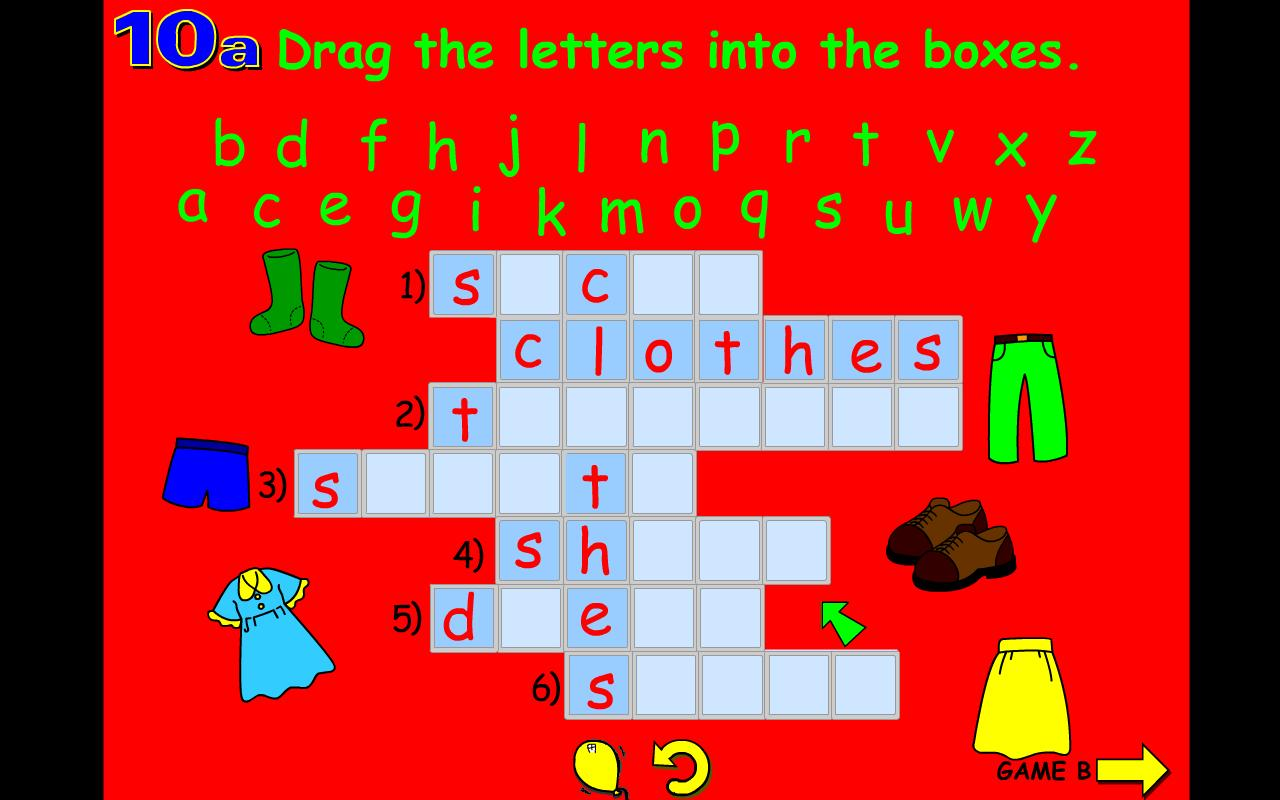 10a Drag the letters into the boxes.
b d f h j l n p r t v x z
a c e g i k m o q s u w y
1) s c
c l o t h e s
2) t
3) s t
4) s h
5) d e
6) s
GAME B